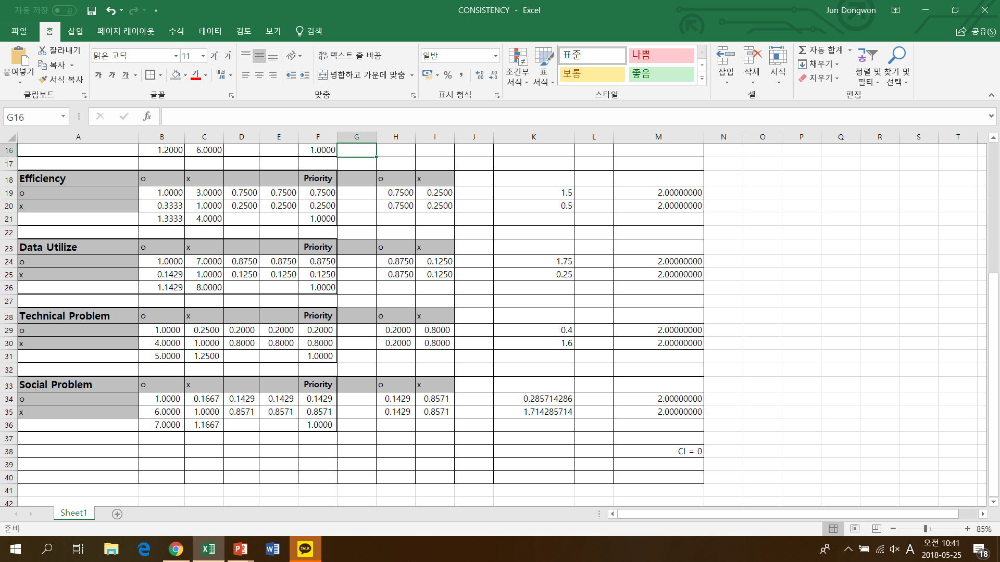 자동 저장 끔 CONSISTENCY - Excel Jun Dongwon
파일 홈 삽입 페이지 레이아웃 수식 데이터 검토 보기 검색 공유(S)
붙여넣기 잘라내기 복사 서식 복사
클립보드
맑은 고딕 11 가 가
가 가 가 가 내천
글꼴
텍스트 줄 바꿈
병합하고 가운데 맞춤
맞춤
일반
% ,
표시 형식
조건부 서식 표 서식
표준 나쁨
보통 좋음
스타일
삽입 삭제 서식
셀
자동 합계
채우기
지우기
정렬 및 필터 찾기 및 선택
편집
G16 fx
A B C D E F G H I J K L M N O P Q R S T
16 1.2000 6.0000 1.0000
17
18 Efficiency o x Priority o x
19 o 1.0000 3.0000 0.7500 0.7500 0.7500 0.7500 0.2500 1.5 2.00000000
20 x 0.3333 1.0000 0.2500 0.2500 0.2500 0.7500 0.2500 0.5 2.00000000
21 1.3333 4.0000 1.0000
22
23 Data Utilize o x Priority o x
24 o 1.0000 7.0000 0.8750 0.8750 0.8750 0.8750 0.1250 1.75 2.00000000
25 x 0.1429 1.0000 0.1250 0.1250 0.1250 0.8750 0.1250 0.25 2.00000000
26 1.1429 8.0000 1.0000
27
28 Technical Problem o x Priority o x
29 o 1.0000 0.2500 0.2000 0.2000 0.2000 0.2000 0.8000 0.4 2.00000000
30 x 4.0000 1.0000 0.8000 0.8000 0.8000 0.2000 0.8000 1.6 2.00000000
31 5.0000 1.2500 1.0000
32
33 Social Problem o x Priority o x
34 o 1.0000 0.1667 0.1429 0.1429 0.1429 0.1429 0.8571 0.285714286 2.00000000
35 x 6.0000 1.0000 0.8571 0.8571 0.8571 0.1429 0.8571 1.714285714 2.00000000
36 7.0000 1.1667 1.0000
37
38 CI = 0
39
40
41
42
Sheet1
준비 85%
TALK A 오전 10:41
2018-05-25 18